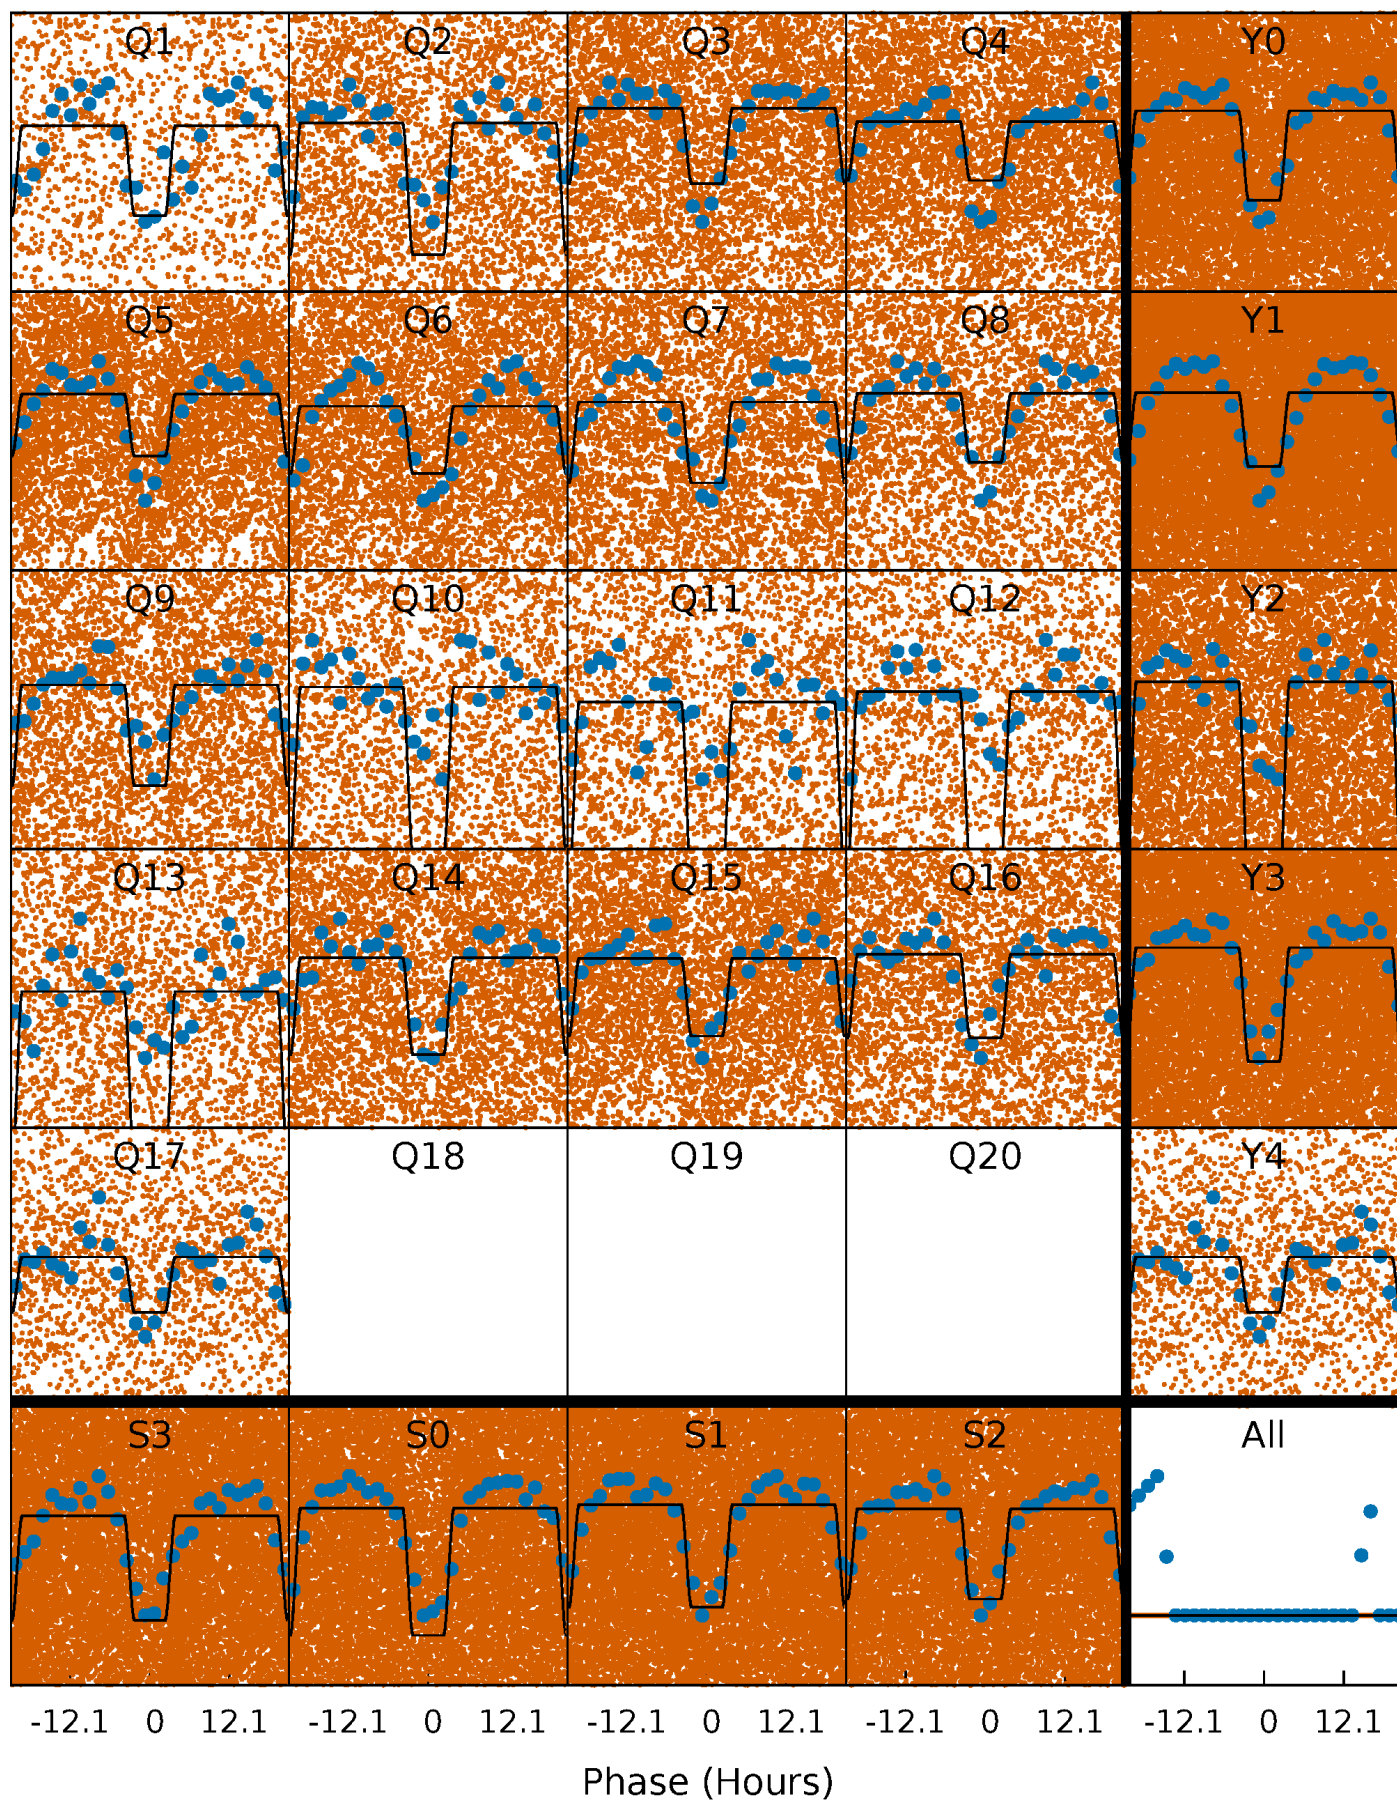 Q1 Q2 Q3 Q4 Y0
Q5 Q6 Q7 Q8 Y1
Q9 Q10 Q11 Q12 Y2
Q13 Q14 Q15 Q16 Y3
Q17 Q18 Q19 Q20 Y4
S3 S0 S1 S2 All
-12.1 0 12.1 -12.1 0 12.1 -12.1 0 12.1 -12.1 0 12.1 -12.1 0 12.1
Phase (Hours)